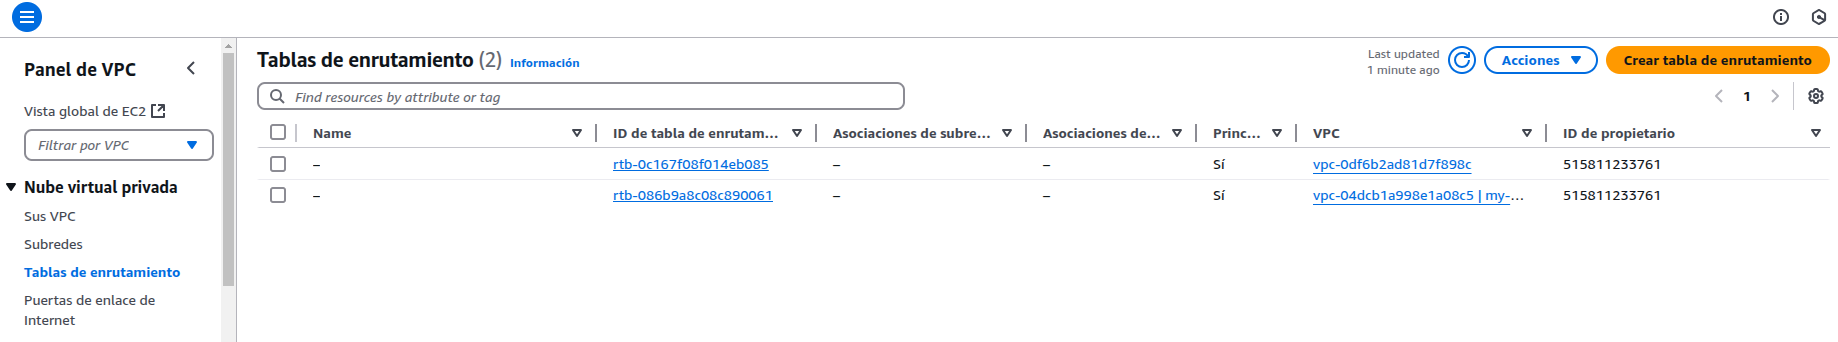 Panel de VPC
Vista global de EC2
Filtrar por VPC
Nube virtual privada
Sus VPC
Subredes
Tablas de enrutamiento
Puertas de enlace de
Internet
Tablas de enrutamiento (2) Información
Last updated
1 minute ago
Acciones
Crear tabla de enrutamiento
Find resources by attribute or tag
1
Name ID de tabla de enrutam... Asociaciones de subre... Asociaciones de... Princ... VPC ID de propietario
– rtb-0c167f08f014eb085 – – Sí vpc-0df6b2ad81d7f898c 515811233761
– rtb-086b9a8c08c890061 – – Sí vpc-04dcb1a998e1a08c5 | my-... 515811233761